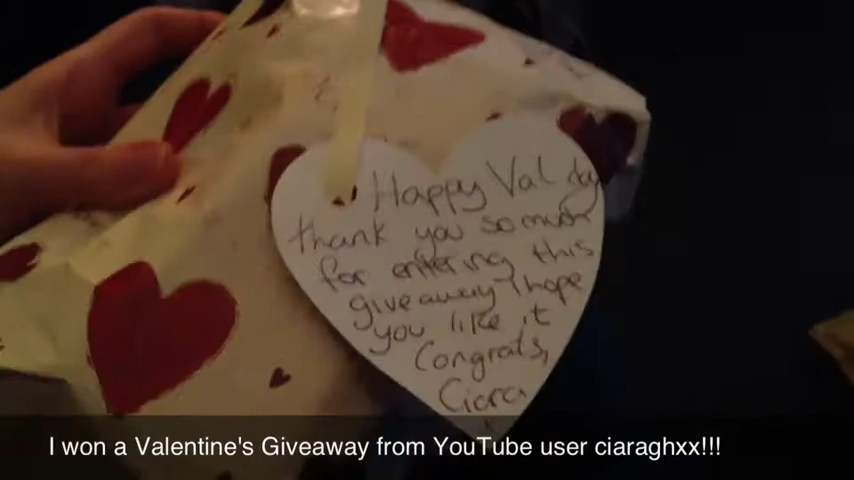 Happy Val day
thank you so much
for entering this
giveaway I hope
you like it
Congrats,
Ciara
x
I won a Valentine's Giveaway from YouTube user ciaraghxx!!!